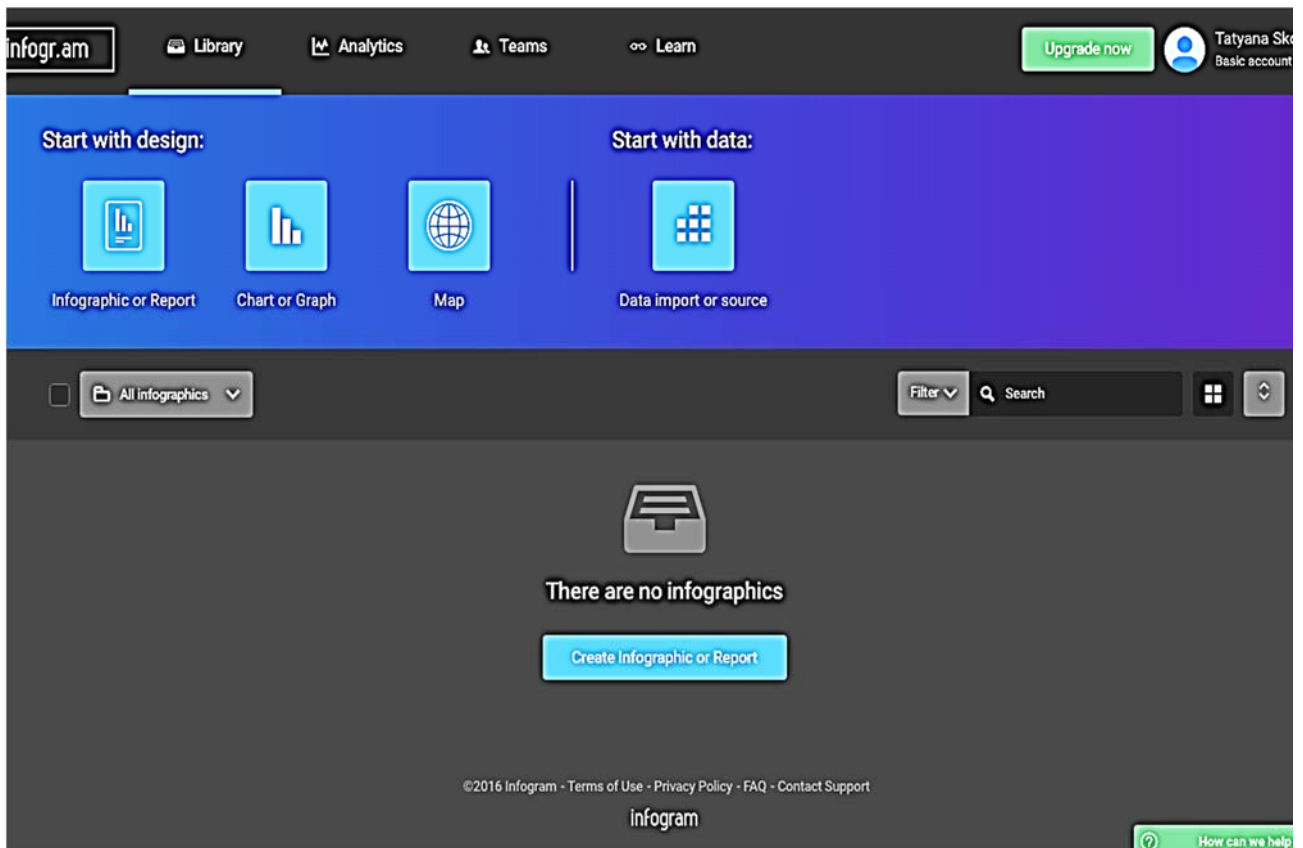 infogr.am
Library
Analytics
Teams
Learn
Upgrade now
Tatyana Sko
Basic account
Start with design:
Start with data:
Infographic or Report
Chart or Graph
Map
Data import or source
All infographics
Filter
Search
There are no infographics
Create Infographic or Report
©2016 Infogram - Terms of Use - Privacy Policy - FAQ - Contact Support
infogram
How can we help